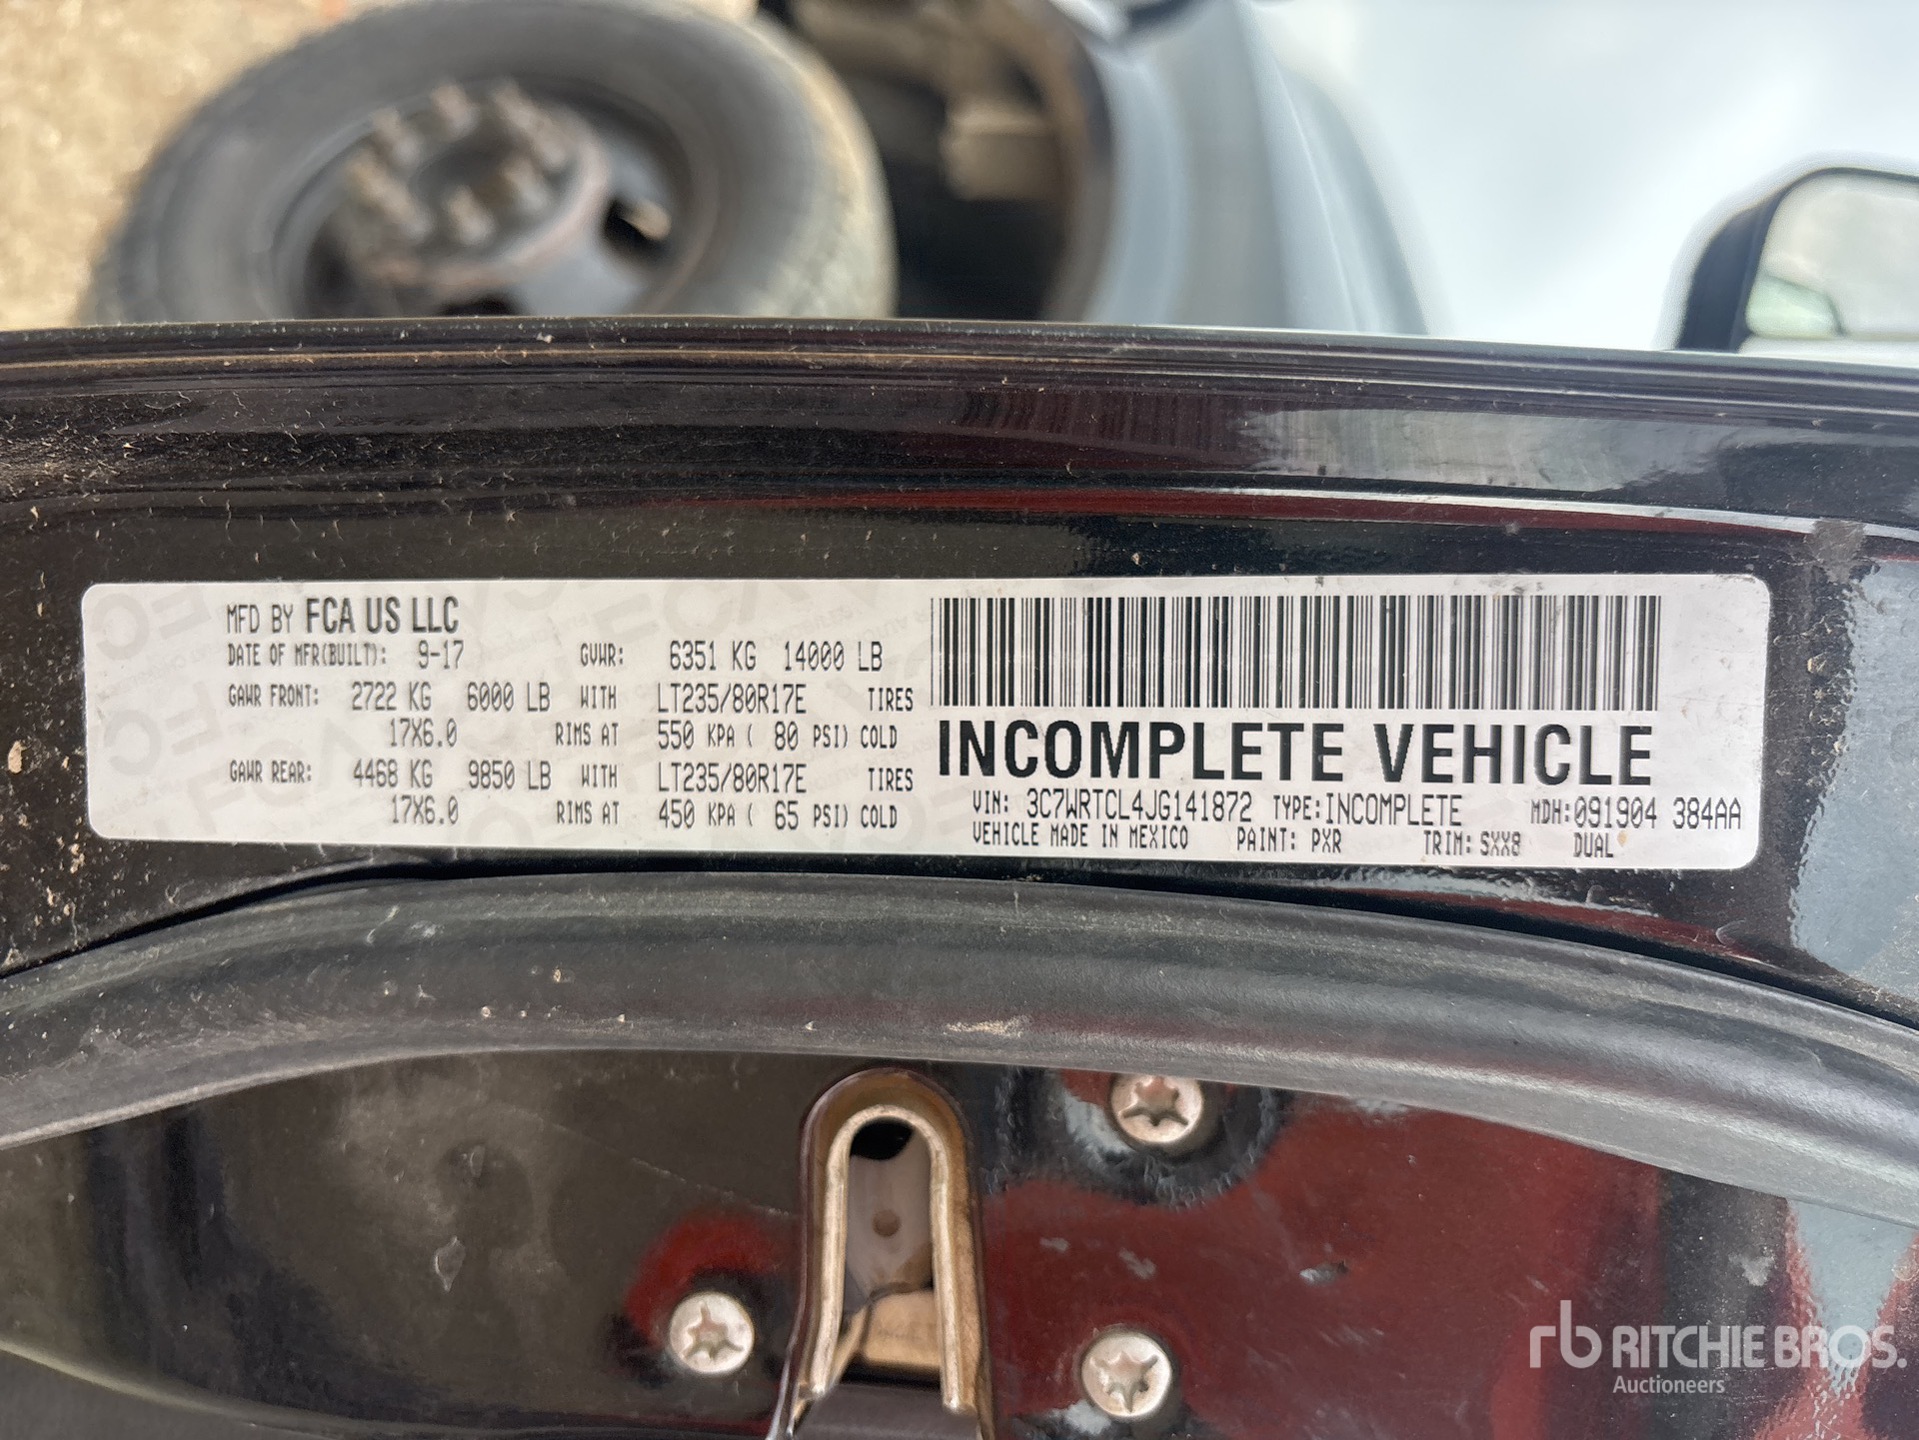 MFD BY FCA US LLC
DATE OF MFR(BUILT): 9-17 GVWR: 6351 KG 14000 LB
GAWR FRONT: 2722 KG 6000 LB WITH LT235/80R17E TIRES
17X6.0 RIMS AT 550 KPA ( 80 PSI) COLD
GAWR REAR: 4468 KG 9850 LB WITH LT235/80R17E TIRES
17X6.0 RIMS AT 450 KPA ( 65 PSI) COLD
INCOMPLETE VEHICLE
VIN: 3C7WRTCL4JG141872 TYPE:INCOMPLETE MDH:091904 384AA
VEHICLE MADE IN MEXICO PAINT: PXR TRIM: SXX8 DUAL
rb RITCHIE BROS.
Auctioneers